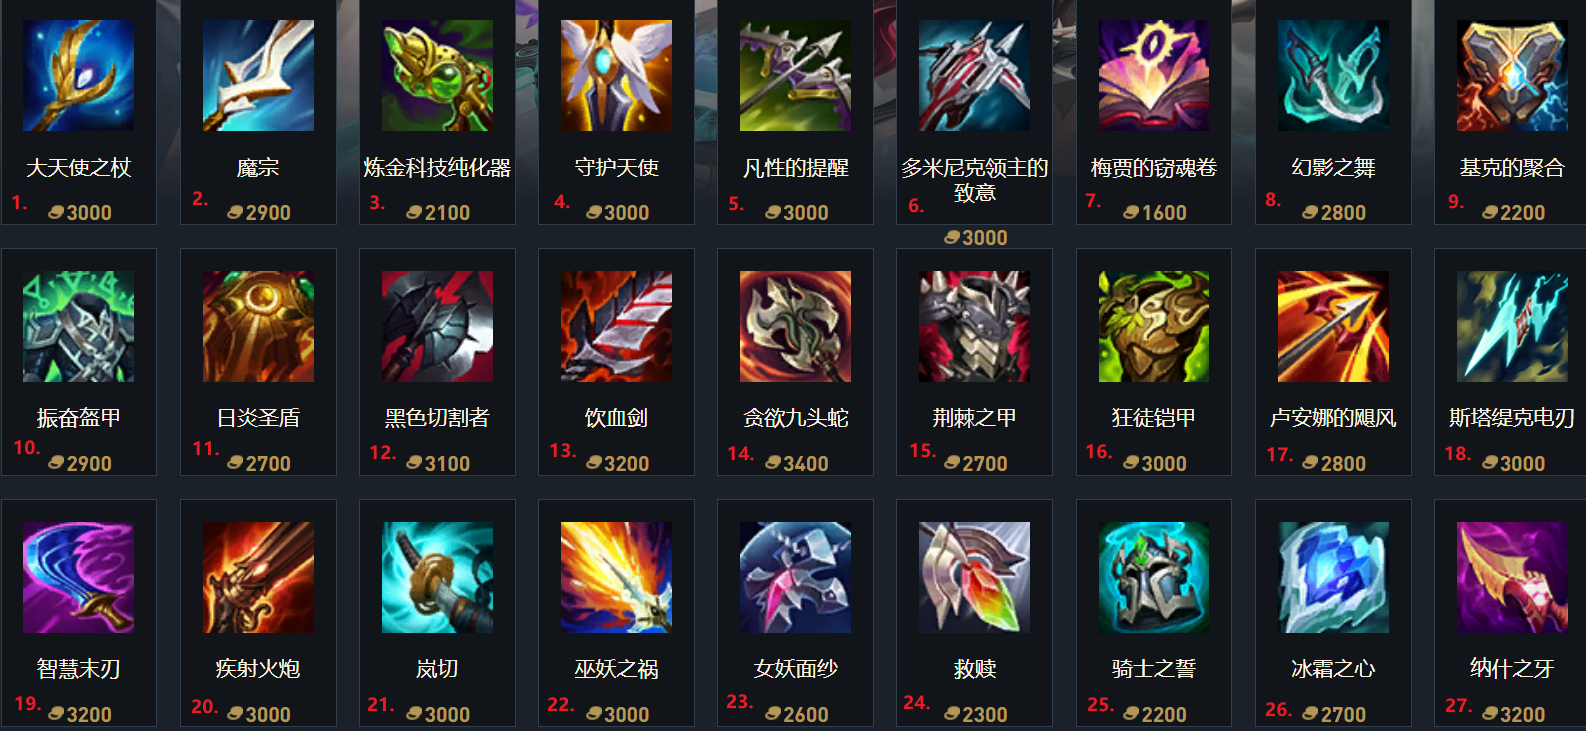 大天使之杖
1. 3000
魔宗
2. 2900
炼金科技纯化器
3. 2100
守护天使
4. 3000
凡性的提醒
5. 3000
多米尼克领主的
致意
6.
3000
梅贾的窃魂卷
7. 1600
幻影之舞
8. 2800
基克的聚合
9. 2200
振奋盔甲
10. 2900
日炎圣盾
11. 2700
黑色切割者
12. 3100
饮血剑
13. 3200
贪欲九头蛇
14. 3400
荆棘之甲
15. 2700
狂徒铠甲
16. 3000
卢安娜的飓风
17. 2800
斯塔缇克电刃
18. 3000
智慧末刃
19. 3200
疾射火炮
20. 3000
岚切
21. 3000
巫妖之祸
22. 3000
女妖面纱
23. 2600
救赎
24. 2300
骑士之誓
25. 2200
冰霜之心
26. 2700
纳什之牙
27. 3200